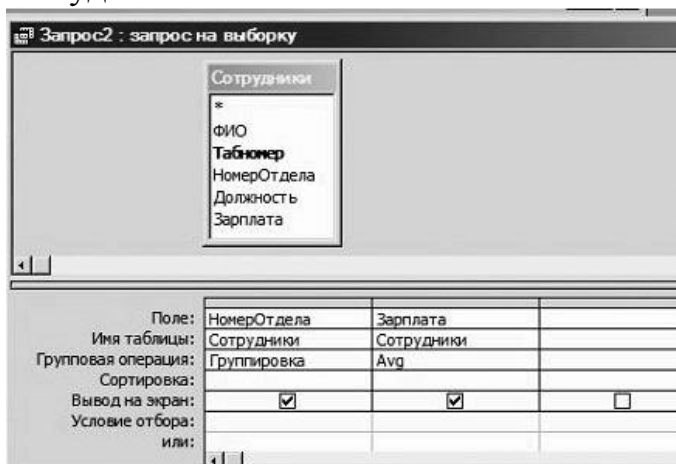 Запрос2 : запрос на выборку
Сотрудники
*
ФИО
Табномер
НомерОтдела
Должность
Зарплата
Поле: НомерОтдела Зарплата
Имя таблицы: Сотрудники Сотрудники
Групповая операция: Группировка Avg
Сортировка:
Вывод на экран:
Условие отбора:
или: